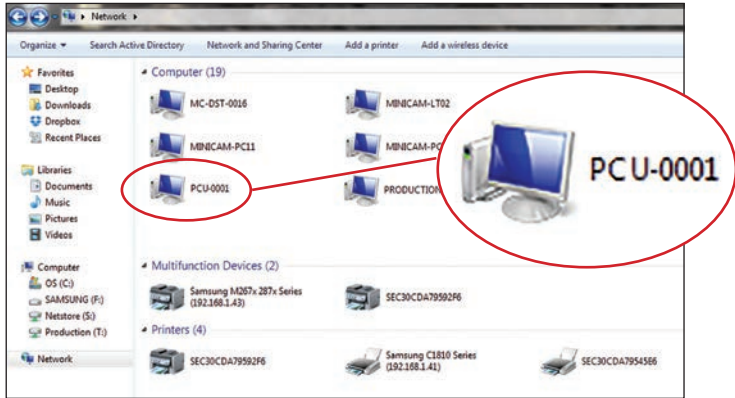 Network
Organize Search Active Directory Network and Sharing Center Add a printer Add a wireless device
Favorites
Desktop
Downloads
Dropbox
Recent Places
Libraries
Documents
Music
Pictures
Videos
Computer
OS (C:)
SAMSUNG (F:)
Netstore (S:)
Production (T:)
Network
Computer (19)
MC-DST-0016
MINICAM-LT02
MINICAM-PC11
MINICAM-PC
PCU-0001
PRODUCTION
PCU-0001
Multifunction Devices (2)
Samsung M267x 287x Series
(192.168.1.43)
SEC30CDA79592F6
Printers (4)
SEC30CDA79592F6
Samsung C1810 Series
(192.168.1.41)
SEC30CDA79545E6